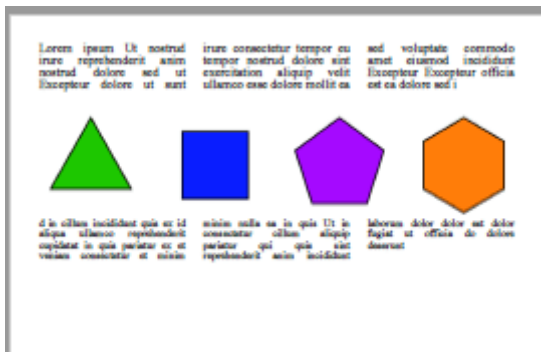 Lorem ipsum Ut nostrud
irure reprehenderit anim
nostrud dolore sed ut
Excepteur dolore ut sunt
irure consectetur tempor eu
tempor nostrud dolore sint
exercitation aliquip velit
ullamco esse dolore mollit ea
sed voluptate commodo
amet eiusmod incididunt
Excepteur Excepteur officia
est ea dolore sed i
d in cillum incididunt quis ex id
aliqua ullamco reprehenderit
cupidatat in quis pariatur ex et
veniam consectetur et minim
minim nulla ea in quis Ut in
consectetur cillum aliquip
pariatur qui quis sint
reprehenderit anim incididunt
laborum dolor dolor est dolor
fugiat ut officia do dolore
deserunt